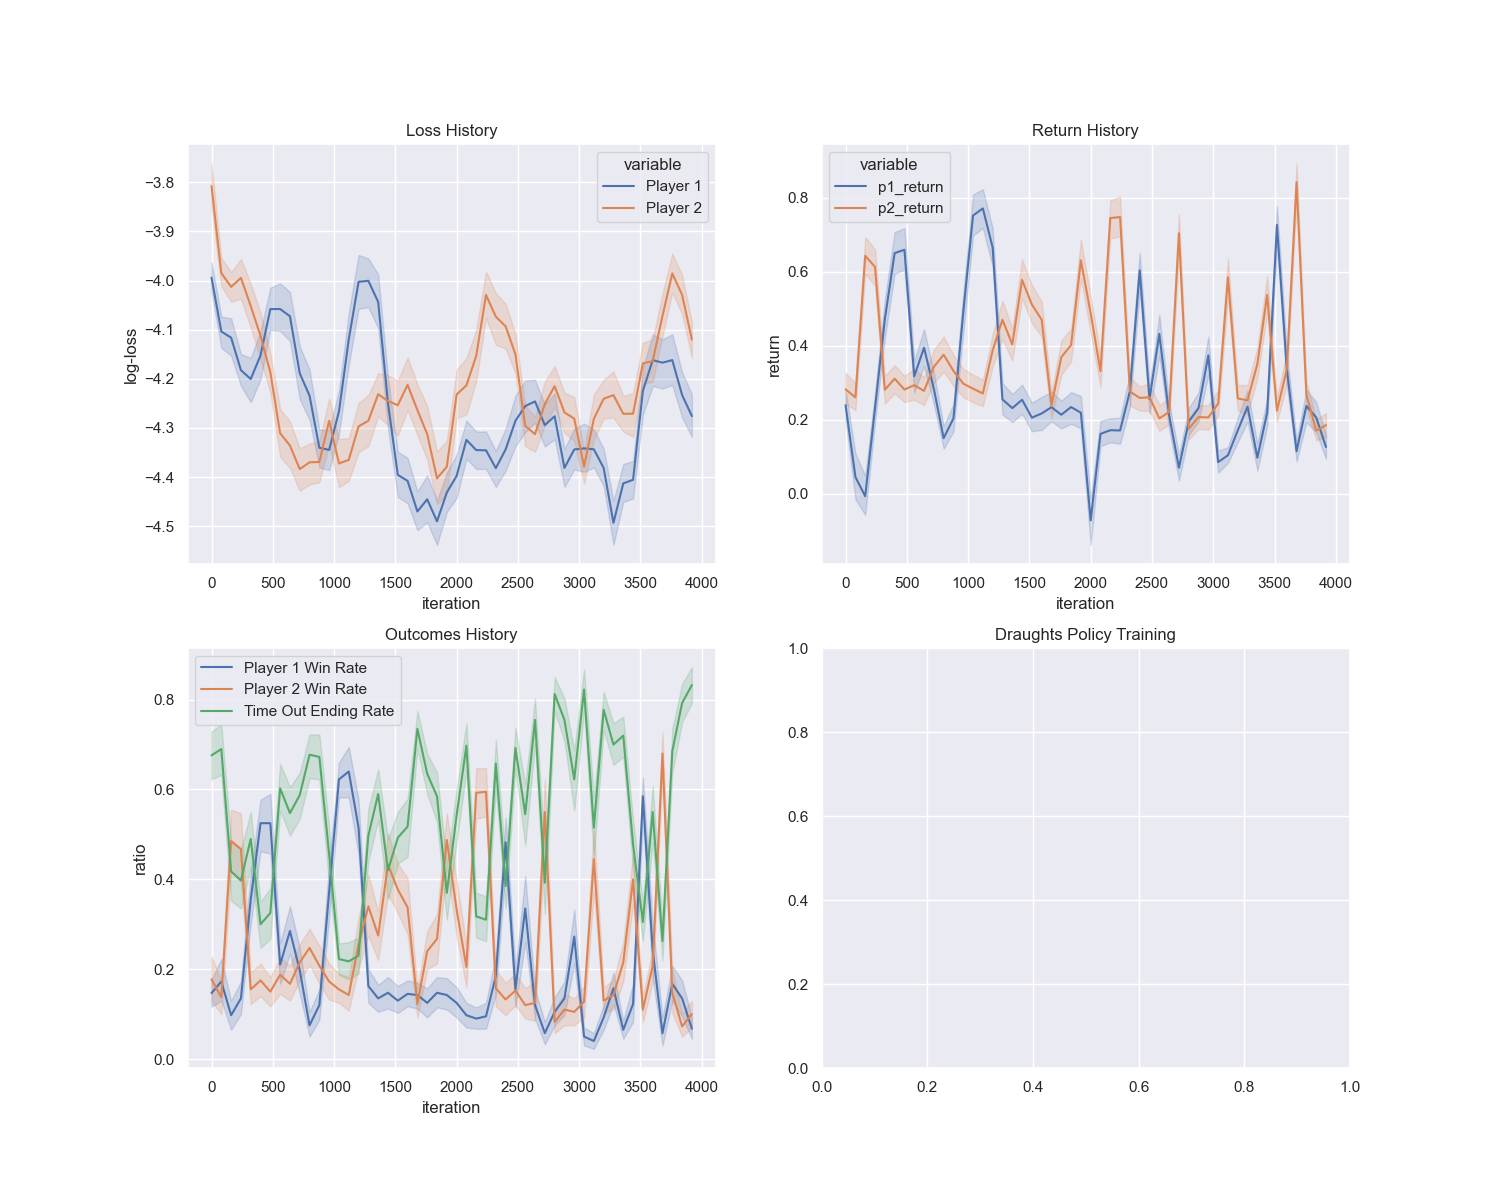 Loss History
variable
Player 1
Player 2
−3.8
−3.9
−4.0
−4.1
−4.2
−4.3
−4.4
−4.5
log-loss
0 500 1000 1500 2000 2500 3000 3500 4000
iteration
Return History
variable
p1_return
p2_return
0.8
0.6
0.4
0.2
0.0
return
0 500 1000 1500 2000 2500 3000 3500 4000
iteration
Outcomes History
Player 1 Win Rate
Player 2 Win Rate
Time Out Ending Rate
0.8
0.6
0.4
0.2
0.0
ratio
0 500 1000 1500 2000 2500 3000 3500 4000
iteration
Draughts Policy Training
1.0
0.8
0.6
0.4
0.2
0.0
0.0 0.2 0.4 0.6 0.8 1.0